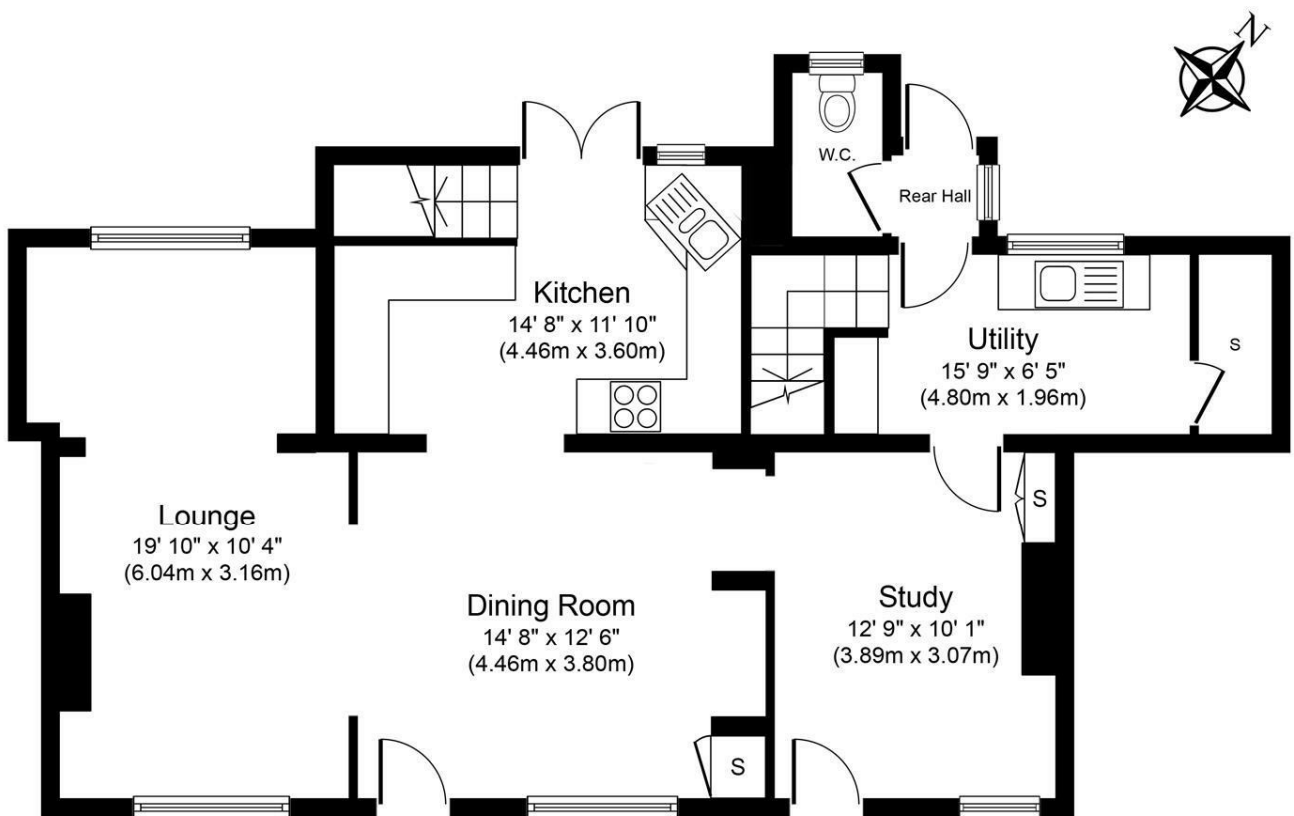 N
W.C.
Rear Hall
Kitchen
14' 8" x 11' 10"
(4.46m x 3.60m)
Utility
15' 9" x 6' 5"
(4.80m x 1.96m)
S
Lounge
19' 10" x 10' 4"
(6.04m x 3.16m)
S
Dining Room
14' 8" x 12' 6"
(4.46m x 3.80m)
Study
12' 9" x 10' 1"
(3.89m x 3.07m)
S